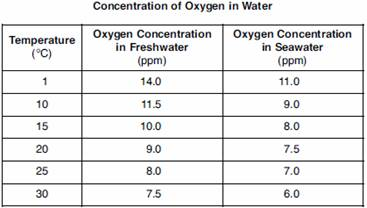 Concentration of Oxygen in Water
Temperature (°C) Oxygen Concentration in Freshwater (ppm) Oxygen Concentration in Seawater (ppm)
1 14.0 11.0
10 11.5 9.0
15 10.0 8.0
20 9.0 7.5
25 8.0 7.0
30 7.5 6.0